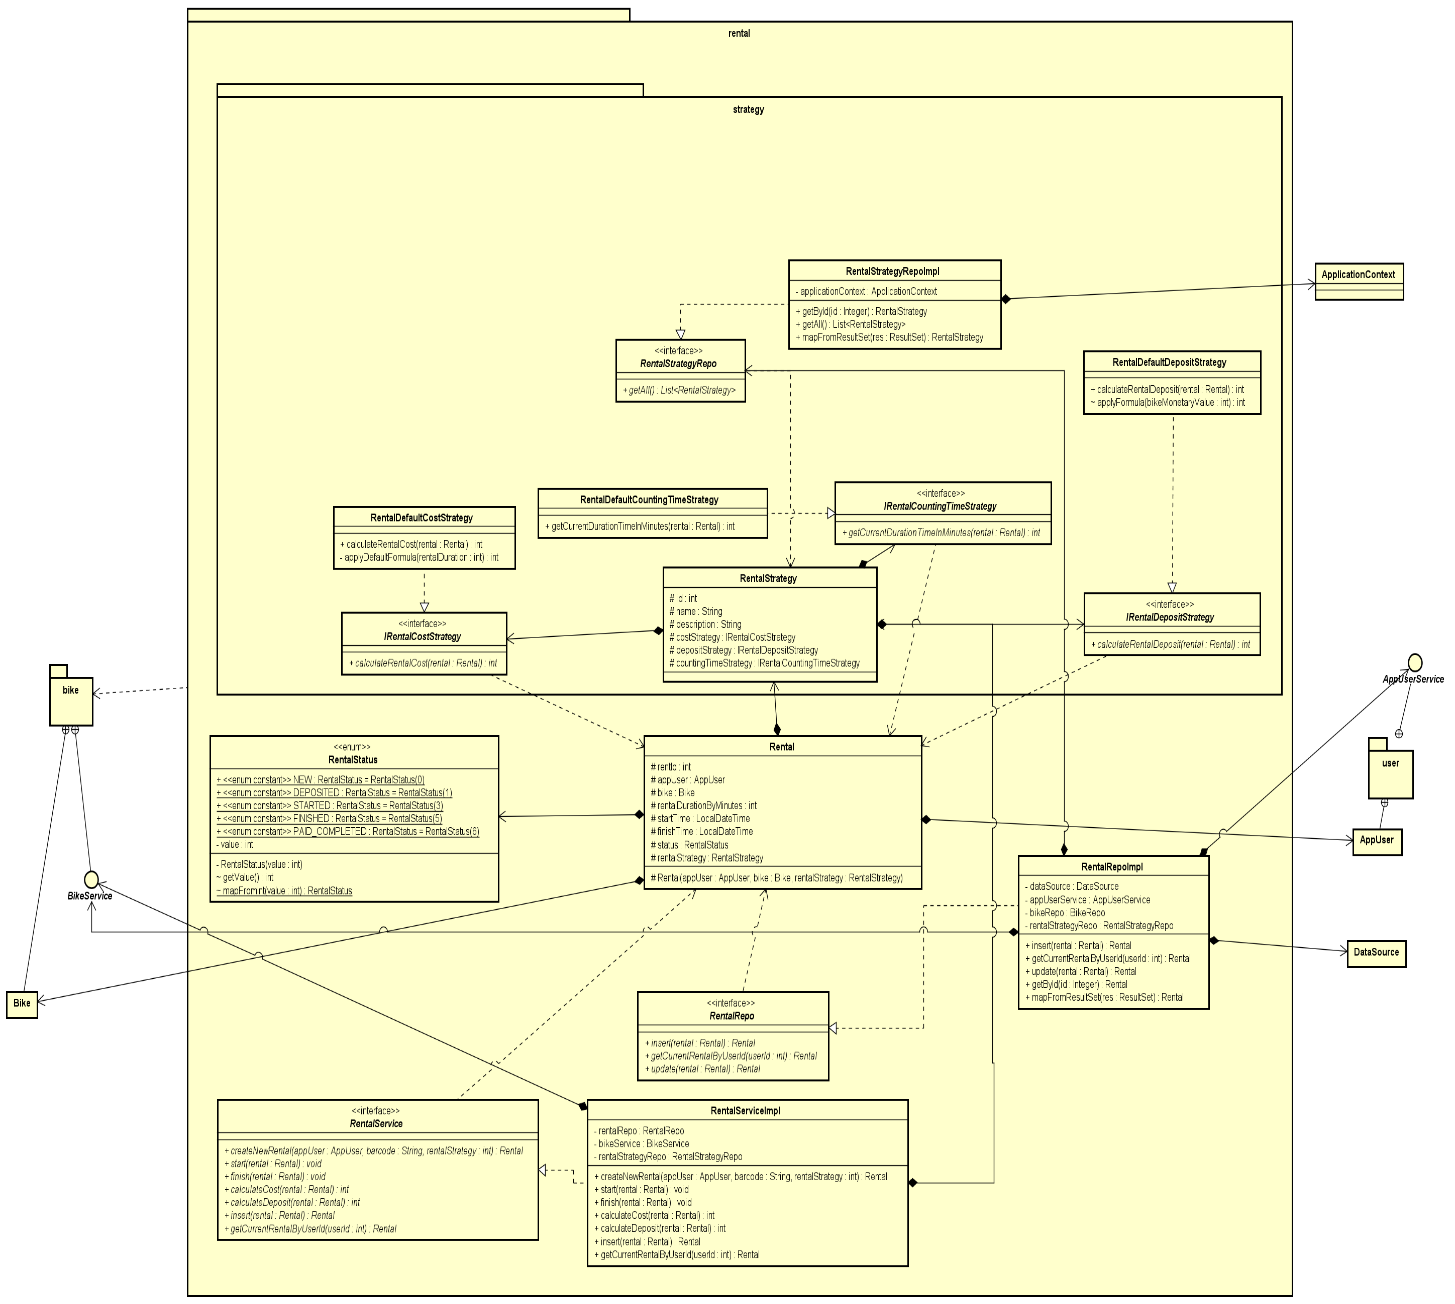 rental
strategy
RentalStrategyRepoImpl
- applicationContext : ApplicationContext
+ getById(id : Integer) : RentalStrategy
+ getAll() : List<RentalStrategy>
+ mapFromResultSet(res : ResultSet) : RentalStrategy
ApplicationContext
<<interface>>
RentalStrategyRepo
+ getAll() : List<RentalStrategy>
RentalDefaultDepositStrategy
+ calculateRentalDeposit(rental : Rental) : int
~ applyFormula(bikeMonetaryValue : int) : int
RentalDefaultCountingTimeStrategy
+ getCurrentDurationTimeInMinutes(rental : Rental) : int
<<interface>>
IRentalCountingTimeStrategy
+ getCurrentDurationTimeInMinutes(rental : Rental) : int
RentalDefaultCostStrategy
+ calculateRentalCost(rental : Rental) : int
- applyDefaultFormula(rentalDuration : int) : int
RentalStrategy
# id : int
# name : String
# description : String
# costStrategy : IRentalCostStrategy
# depositStrategy : IRentalDepositStrategy
# countingTimeStrategy : IRentalCountingTimeStrategy
<<interface>>
IRentalCostStrategy
+ calculateRentalCost(rental : Rental) : int
<<interface>>
IRentalDepositStrategy
+ calculateRentalDeposit(rental : Rental) : int
bike
AppUserService
<<enum>>
RentalStatus
+ <<enum constant>> NEW : RentalStatus = RentalStatus(0)
+ <<enum constant>> DEPOSITED : RentalStatus = RentalStatus(1)
+ <<enum constant>> STARTED : RentalStatus = RentalStatus(3)
+ <<enum constant>> FINISHED : RentalStatus = RentalStatus(5)
+ <<enum constant>> PAID_COMPLETED : RentalStatus = RentalStatus(6)
- value : int
- RentalStatus(value : int)
~ getValue() : int
~ mapFromInt(value : int) : RentalStatus
Rental
# rentId : int
# appUser : AppUser
# bike : Bike
# rentalDurationByMinutes : int
# startTime : LocalDateTime
# finishTime : LocalDateTime
# status : RentalStatus
# rentalStrategy : RentalStrategy
# Rental(appUser : AppUser, bike : Bike, rentalStrategy : RentalStrategy)
user
AppUser
BikeService
RentalRepoImpl
- dataSource : DataSource
- appUserService : AppUserService
- bikeRepo : BikeRepo
- rentalStrategyRepo : RentalStrategyRepo
+ insert(rental : Rental) : Rental
+ getCurrentRentalByUserId(userId : int) : Rental
+ update(rental : Rental) : Rental
+ getById(id : Integer) : Rental
+ mapFromResultSet(res : ResultSet) : Rental
DataSource
Bike
<<interface>>
RentalRepo
+ insert(rental : Rental) : Rental
+ getCurrentRentalByUserId(userId : int) : Rental
+ update(rental : Rental) : Rental
<<interface>>
RentalService
+ createNewRental(appUser : AppUser, barcode : String, rentalStrategy : int) : Rental
+ start(rental : Rental) : void
+ finish(rental : Rental) : void
+ calculateCost(rental : Rental) : int
+ calculateDeposit(rental : Rental) : int
+ insert(rental : Rental) : Rental
+ getCurrentRentalByUserId(userId : int) : Rental
RentalServiceImpl
- rentalRepo : RentalRepo
- bikeService : BikeService
- rentalStrategyRepo : RentalStrategyRepo
+ createNewRental(appUser : AppUser, barcode : String, rentalStrategy : int) : Rental
+ start(rental : Rental) : void
+ finish(rental : Rental) : void
+ calculateCost(rental : Rental) : int
+ calculateDeposit(rental : Rental) : int
+ insert(rental : Rental) : Rental
+ getCurrentRentalByUserId(userId : int) : Rental